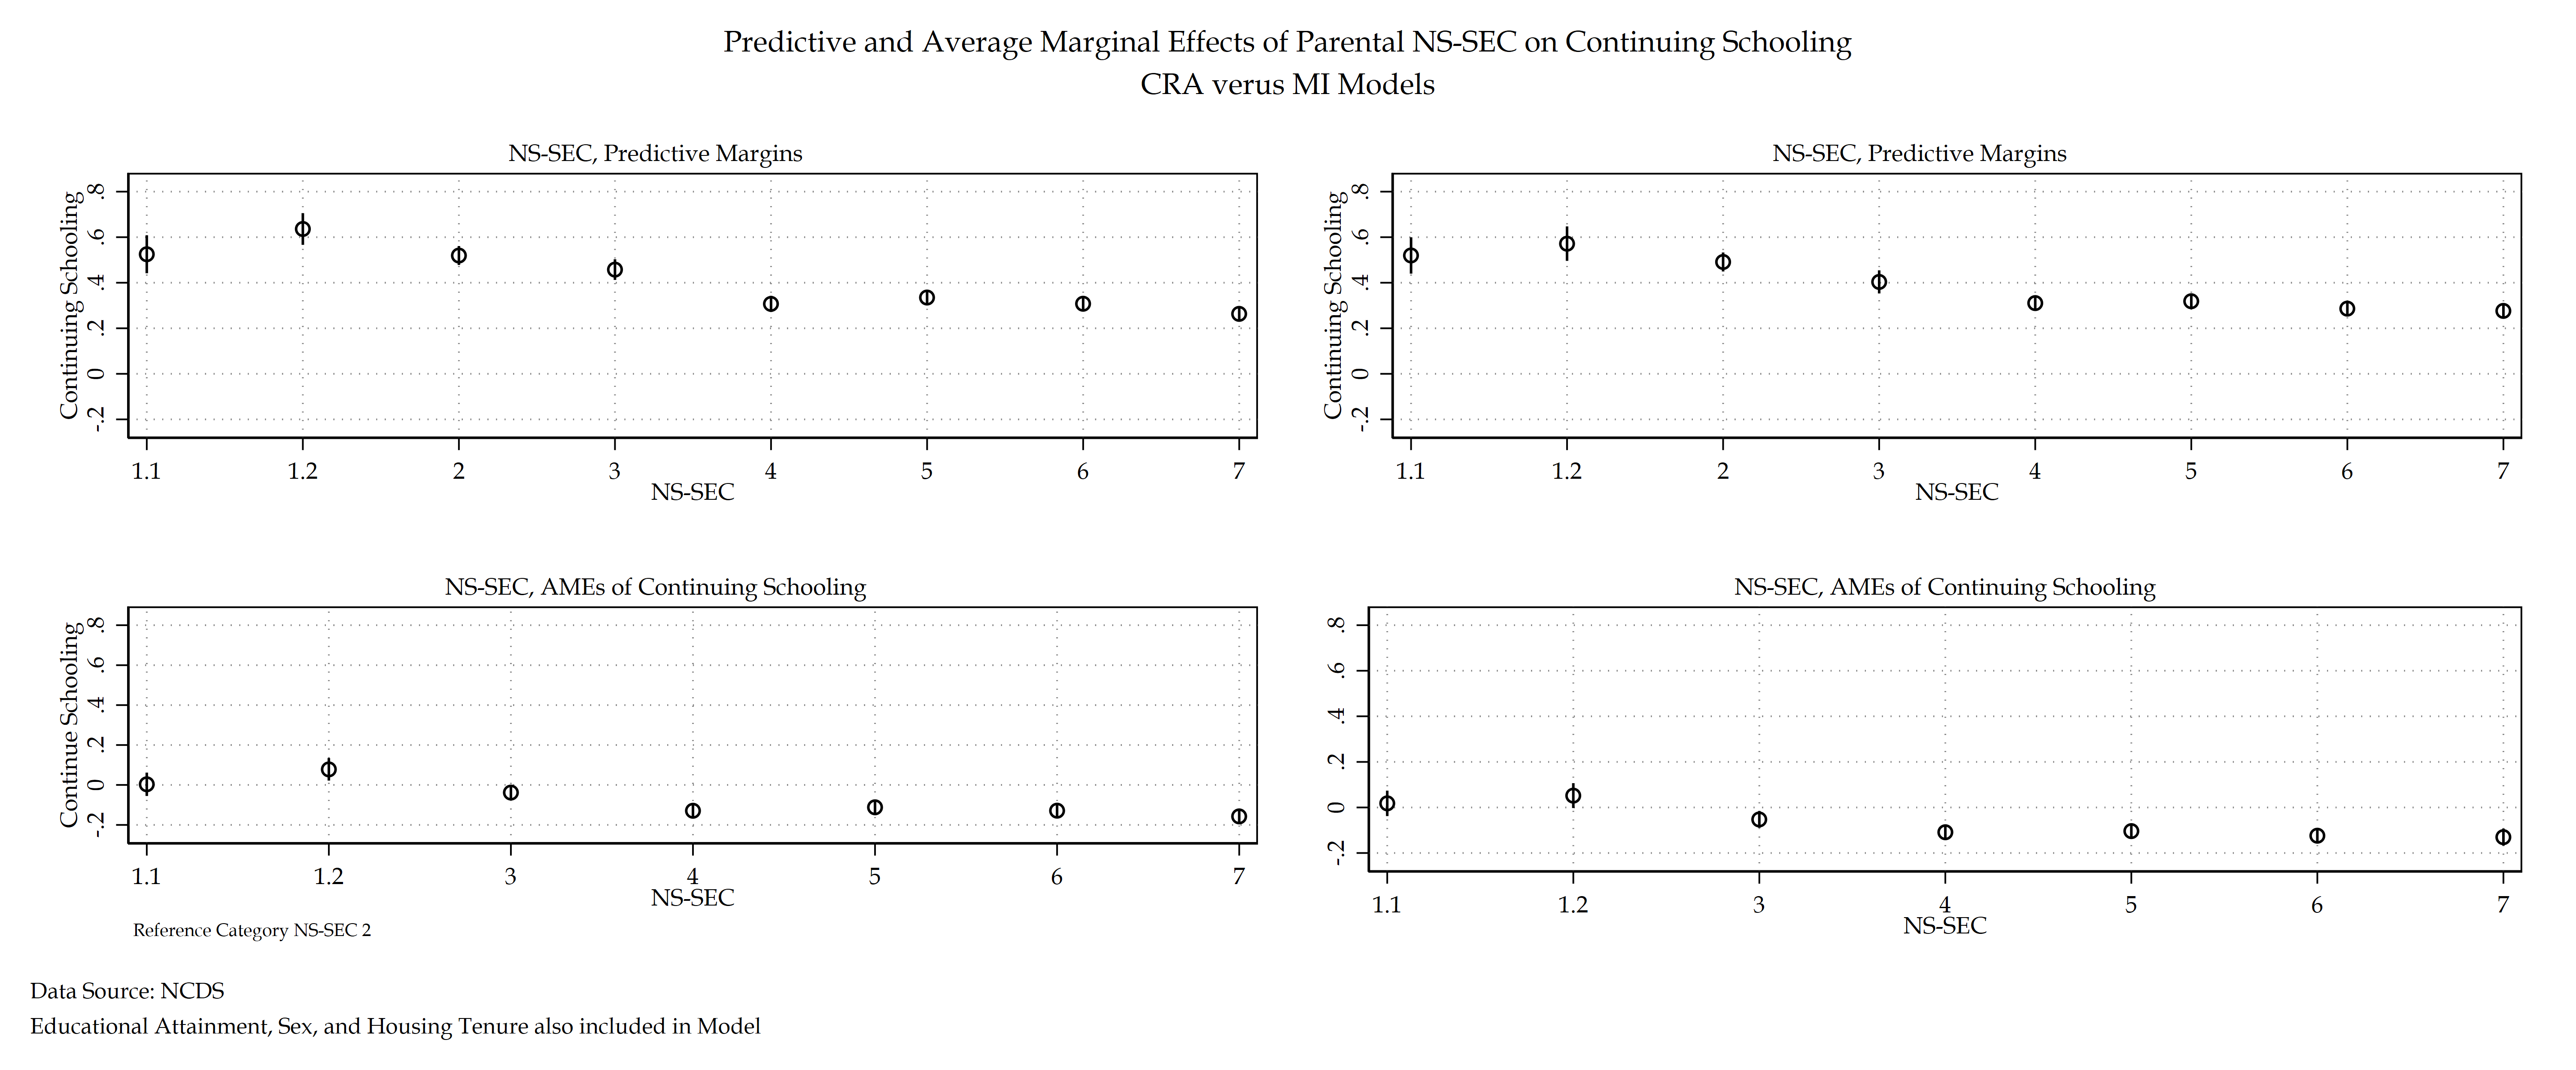 Predictive and Average Marginal Effects of Parental NS-SEC on Continuing Schooling
CRA verus MI Models
NS-SEC, Predictive Margins
Continuing Schooling
.8
.6
.4
.2
0
-.2
1.1 1.2 2 3 4 5 6 7
NS-SEC
NS-SEC, Predictive Margins
Continuing Schooling
.8
.6
.4
.2
0
-.2
1.1 1.2 2 3 4 5 6 7
NS-SEC
NS-SEC, AMEs of Continuing Schooling
Continue Schooling
.8
.6
.4
.2
0
-.2
1.1 1.2 3 4 5 6 7
NS-SEC
Reference Category NS-SEC 2
NS-SEC, AMEs of Continuing Schooling
.8
.6
.4
.2
0
-.2
1.1 1.2 3 4 5 6 7
NS-SEC
Data Source: NCDS
Educational Attainment, Sex, and Housing Tenure also included in Model